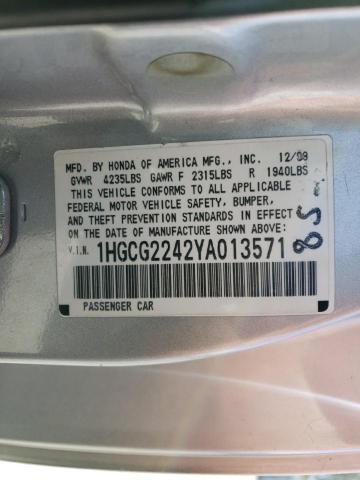 MFD. BY HONDA OF AMERICA MFG., INC. 12/99
GVWR 4235LBS GAWR F 2315LBS R 1940LBS
THIS VEHICLE CONFORMS TO ALL APPLICABLE
FEDERAL MOTOR VEHICLE SAFETY, BUMPER,
AND THEFT PREVENTION STANDARDS IN EFFECT
ON THE DATE OF MANUFACTURE SHOWN ABOVE:
V.I.N. 1HGCG2242YA013571
PASSENGER CAR